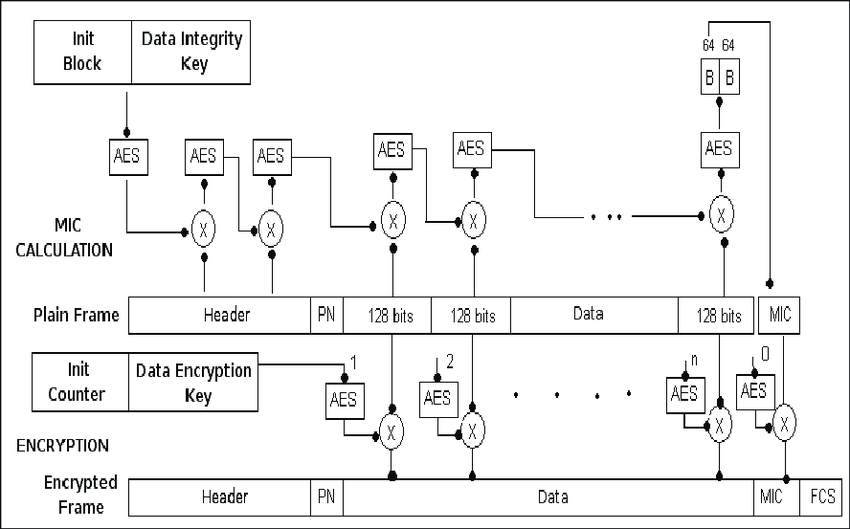 64 64
Init Block
Data Integrity Key
B B
AES AES AES AES AES AES
X X X X X
MIC CALCULATION
Plain Frame
Header PN 128 bits 128 bits Data 128 bits MIC
Init Counter
Data Encryption Key
1 2 n 0
AES AES AES AES
X X X X
ENCRYPTION
Encrypted Frame
Header PN Data MIC FCS